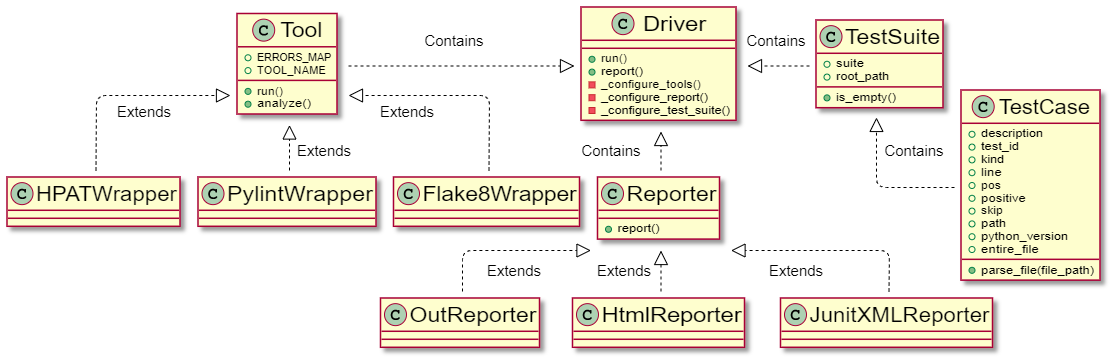 C Tool
ERRORS_MAP
TOOL_NAME
run()
analyze()
Contains
C Driver
run()
report()
_configure_tools()
_configure_report()
_configure_test_suite()
Contains
C TestSuite
suite
root_path
is_empty()
C TestCase
description
test_id
kind
line
pos
positive
skip
path
python_version
entire_file
parse_file(file_path)
Extends
Extends
Extends
Contains
Contains
C HPATWrapper
C PylintWrapper
C Flake8Wrapper
C Reporter
report()
Extends
Extends
Extends
C OutReporter
C HtmlReporter
C JunitXMLReporter